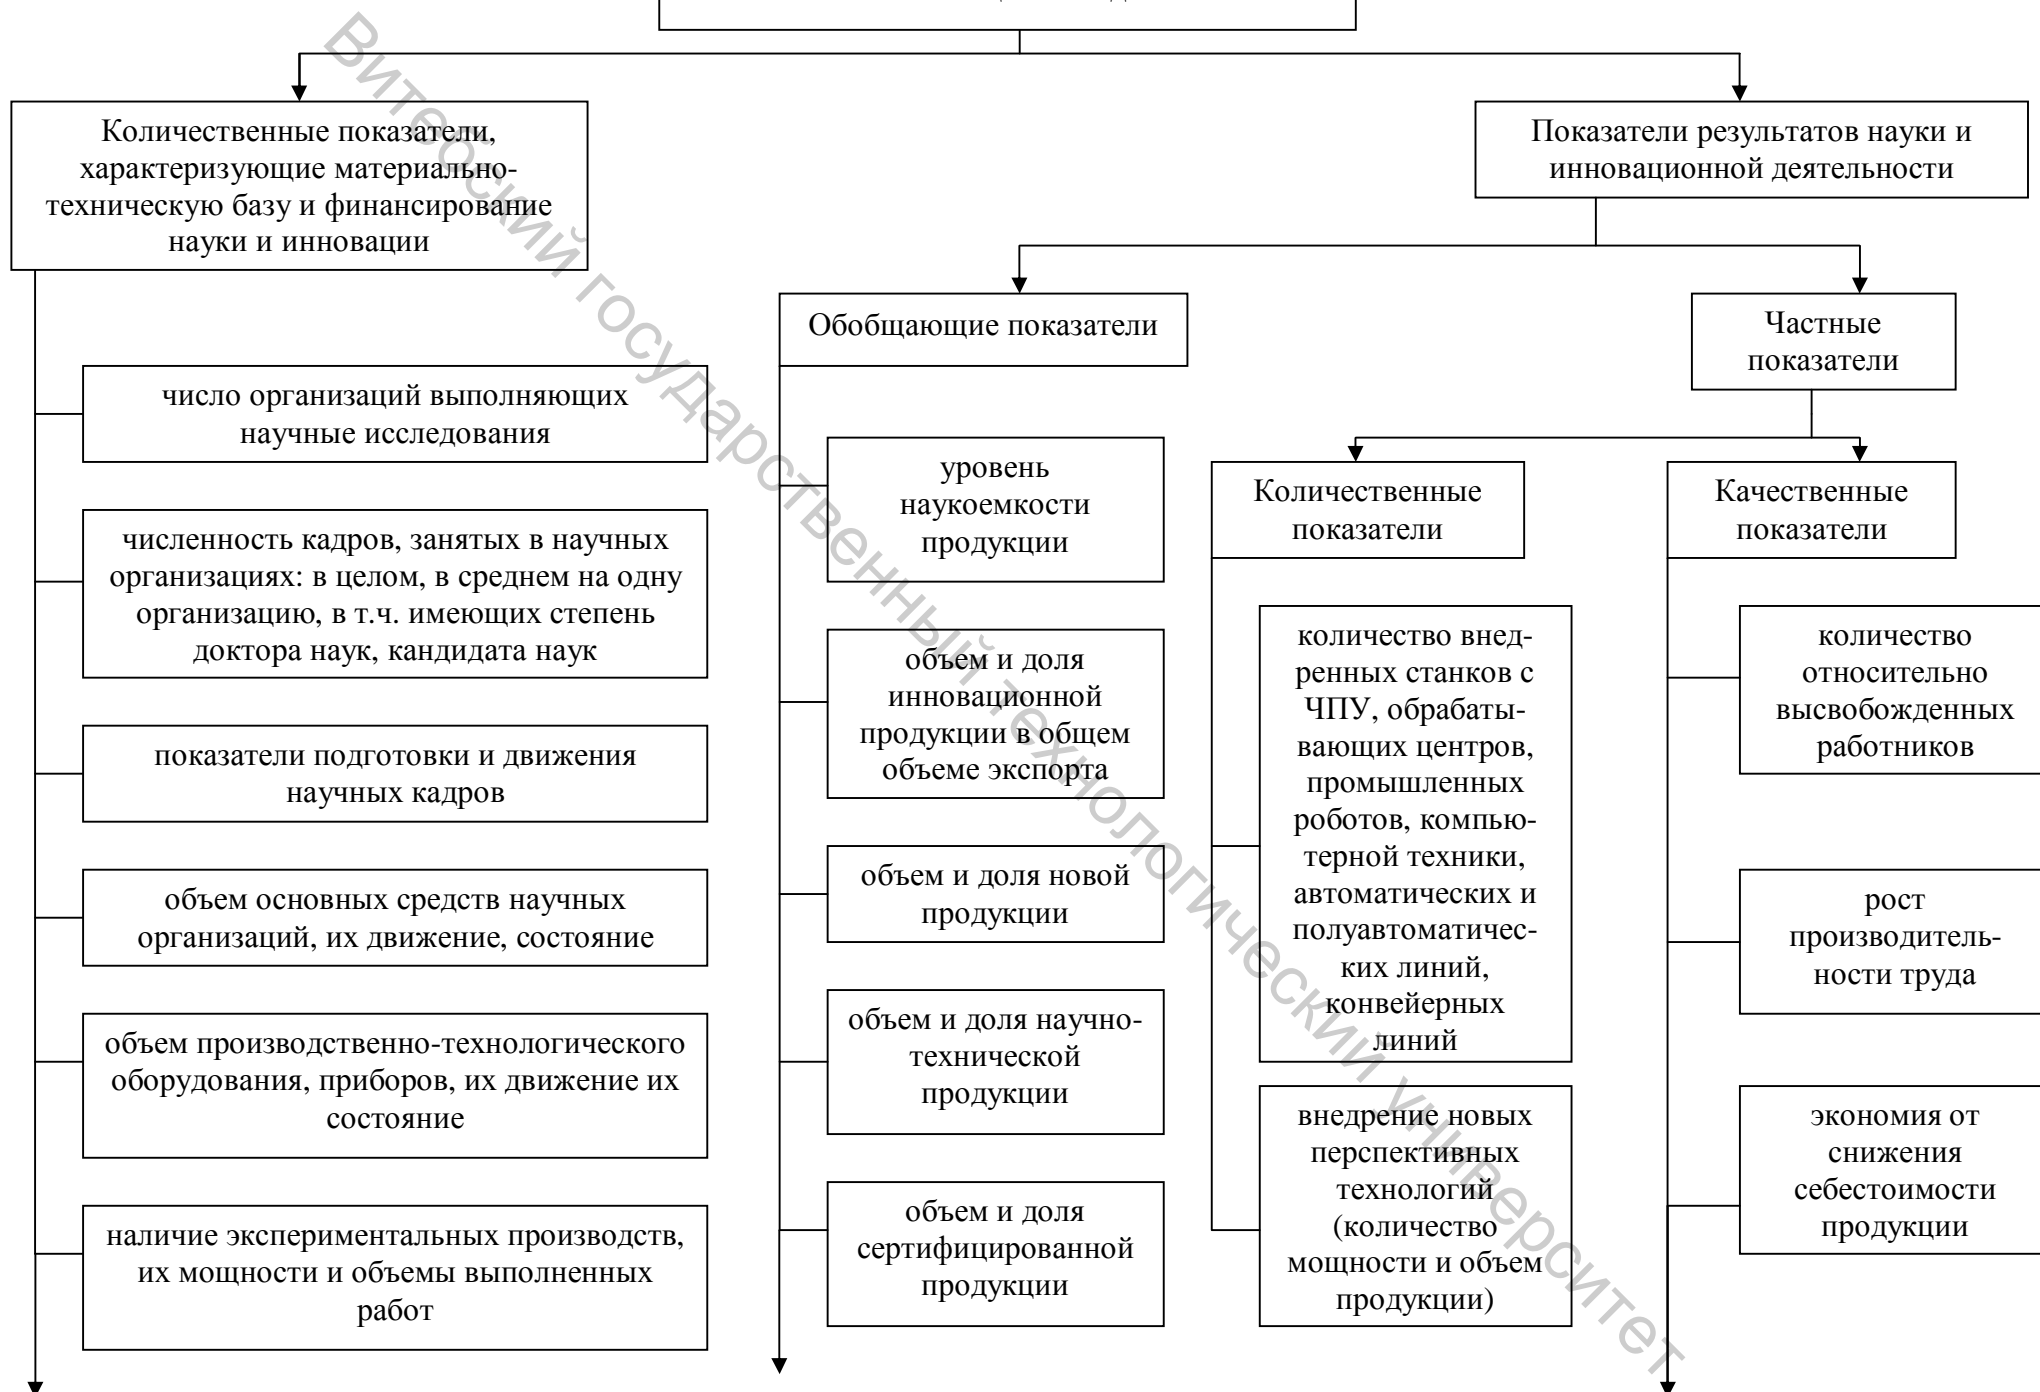 Количественные показатели,
характеризующие материально-
техническую базу и финансирование
науки и инновации
число организаций выполняющих
научные исследования
численность кадров, занятых в научных
организациях: в целом, в среднем на одну
организацию, в т.ч. имеющих степень
доктора наук, кандидата наук
показатели подготовки и движения
научных кадров
объем основных средств научных
организаций, их движение, состояние
объем производственно-технологического
оборудования, приборов, их движение их
состояние
наличие экспериментальных производств,
их мощности и объемы выполненных
работ
Показатели результатов науки и
инновационной деятельности
Обобщающие показатели
уровень
наукоемкости
продукции
объем и доля
инновационной
продукции в общем
объеме экспорта
объем и доля новой
продукции
объем и доля научно-
технической
продукции
объем и доля
сертифицированной
продукции
Частные
показатели
Количественные
показатели
количество внед-
ренных станков с
ЧПУ, обрабаты-
вающих центров,
промышленных
роботов, компью-
терной техники,
автоматических и
полуавтоматичес-
ких линий,
конвейерных
линий
внедрение новых
перспективных
технологий
(количество
мощности и объем
продукции)
Качественные
показатели
количество
относительно
высвобожденных
работников
рост
производитель-
ности труда
экономия от
снижения
себестоимости
продукции
Витебский государственный технологический университет